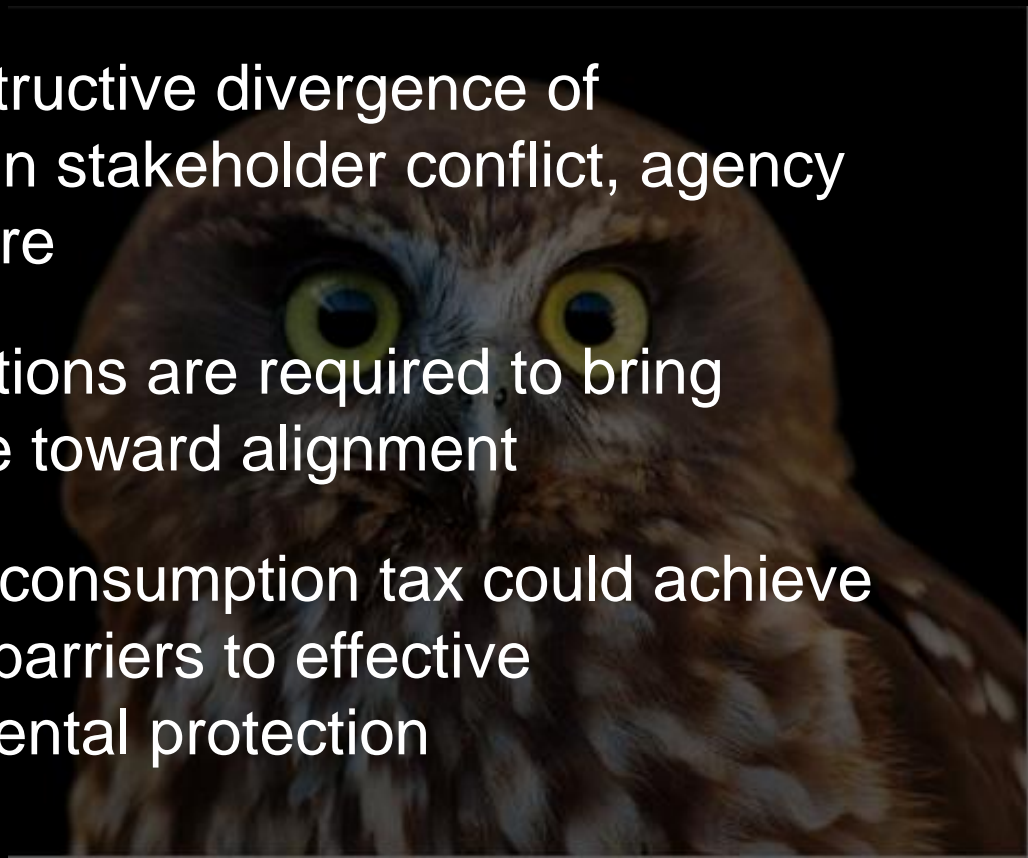 tructive divergence of
n stakeholder conflict, agency
re
tions are required to bring
e toward alignment
consumption tax could achieve
barriers to effective
ental protection